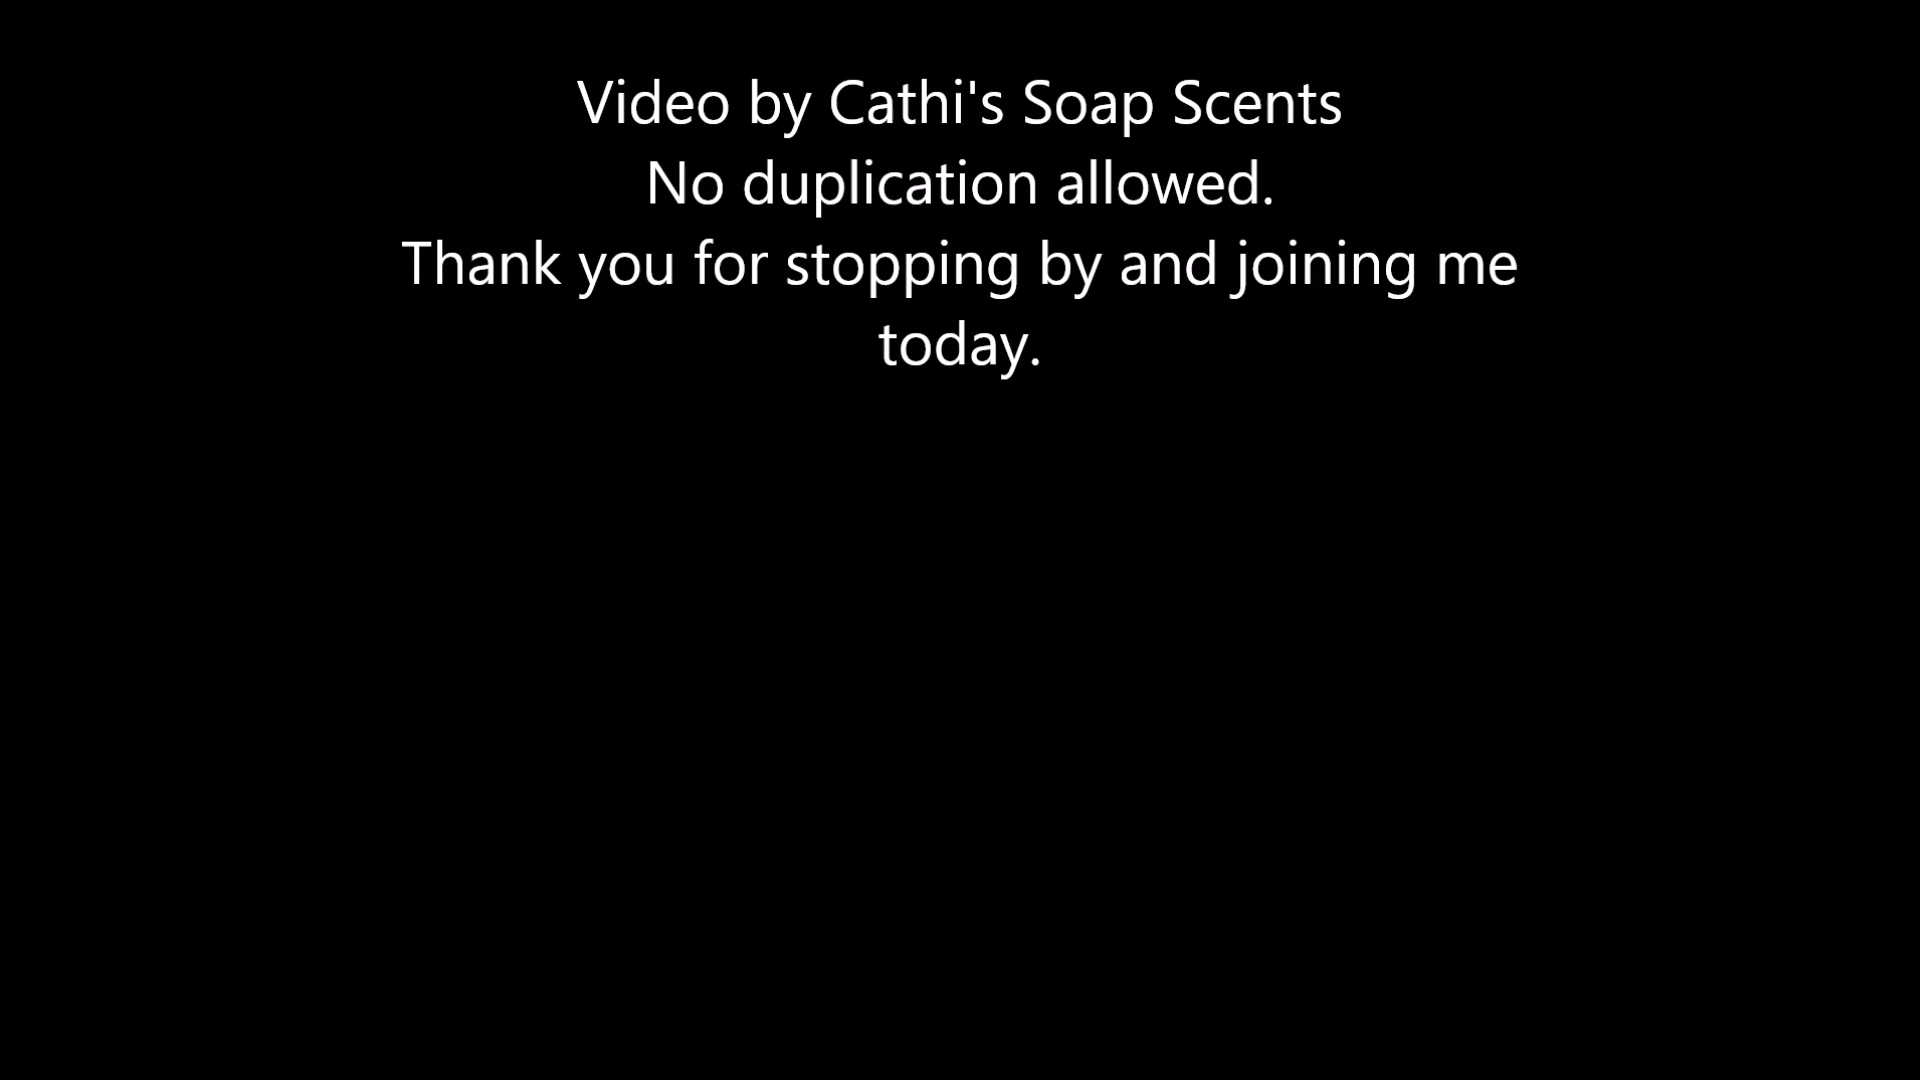 Video by Cathi's Soap Scents
No duplication allowed.
Thank you for stopping by and joining me
today.